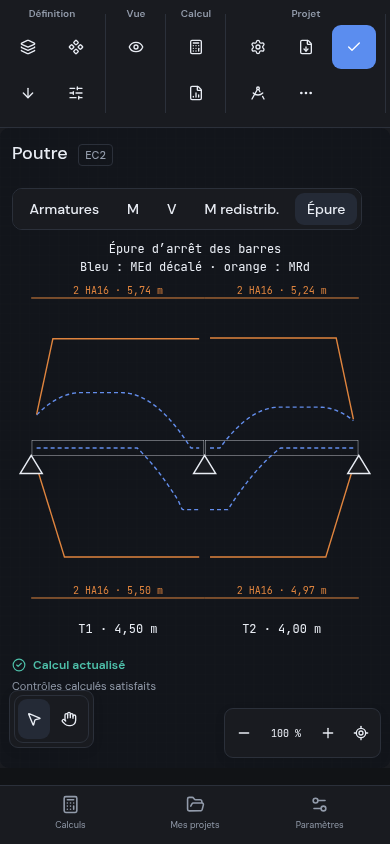 Définition
Vue
Calcul
Projet
Poutre
EC2
Armatures
M
V
M redistrib.
Épure
Épure d’arrêt des barres
Bleu : MEd décalé · orange : MRd
2 HA16 · 5,74 m
2 HA16 · 5,24 m
2 HA16 · 5,50 m
2 HA16 · 4,97 m
T1 · 4,50 m
T2 · 4,00 m
Calcul actualisé
Contrôles calculés satisfaits
100 %
Calculs
Mes projets
Paramètres